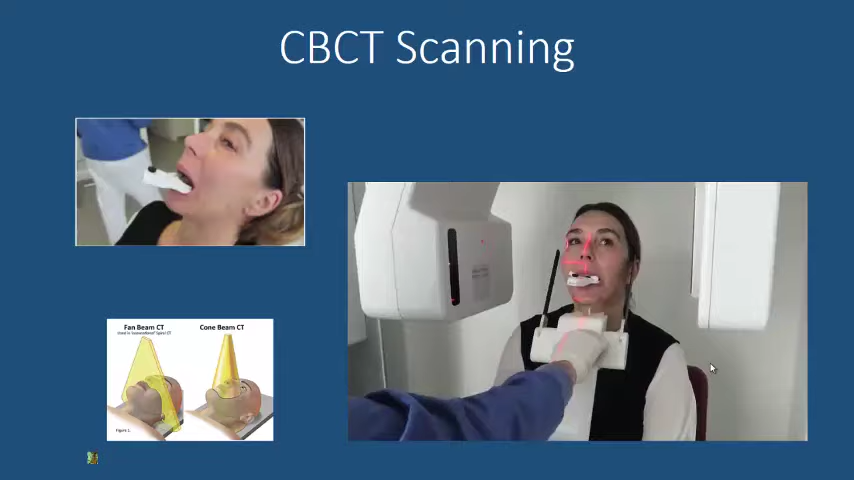 CBCT Scanning
Fan Beam CT
Cone Beam CT
Figure 1.